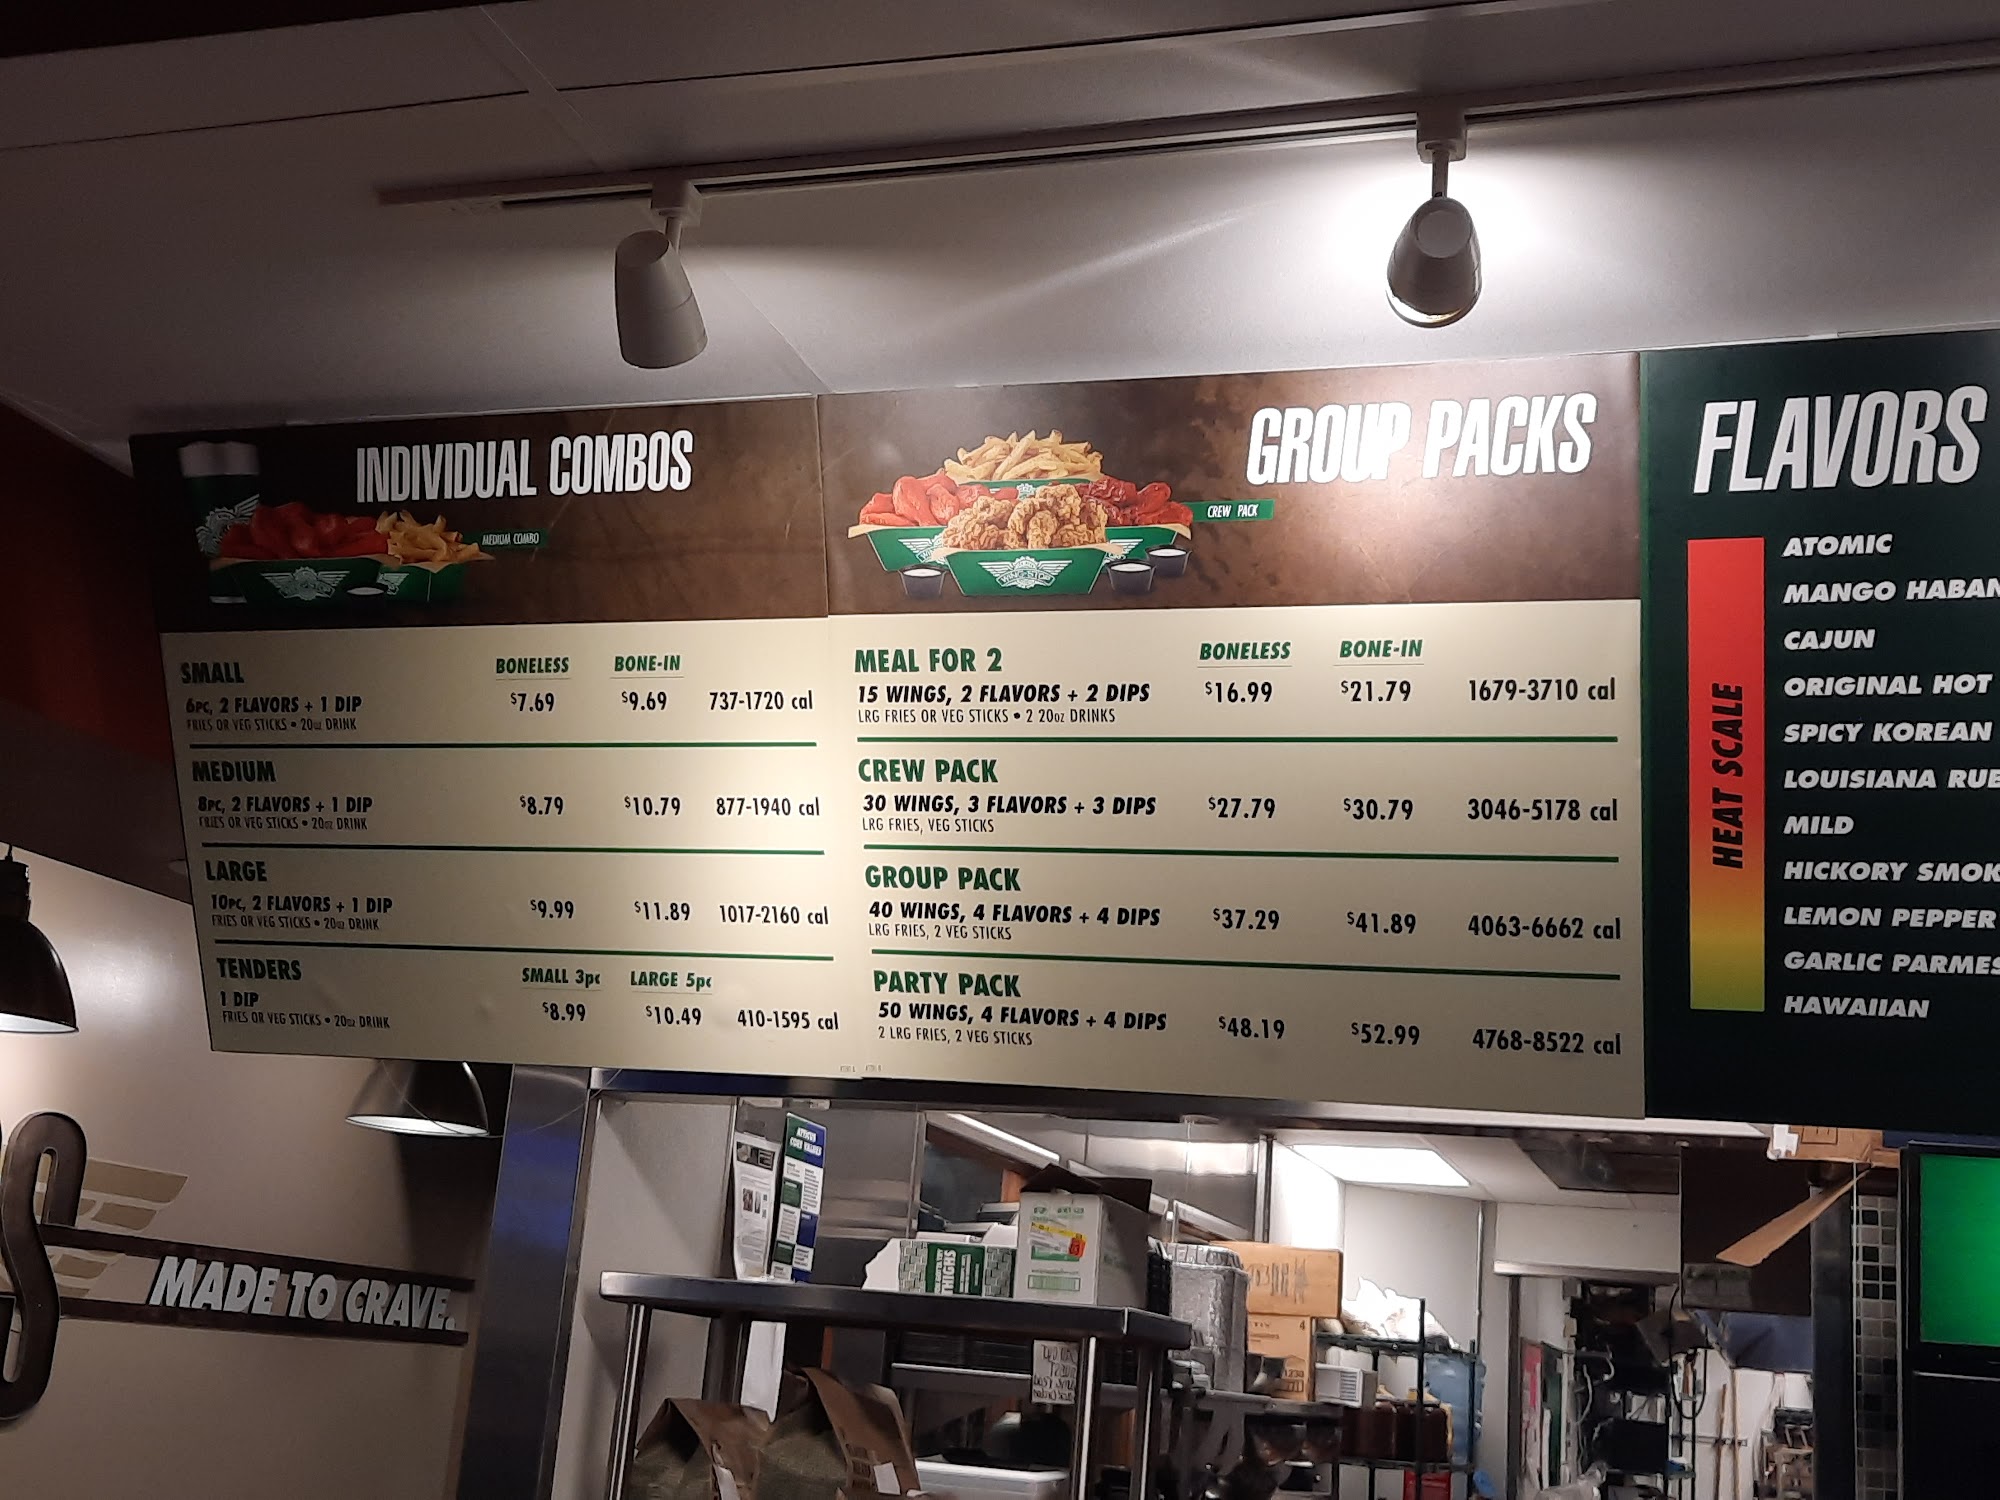 INDIVIDUAL COMBOS
MEDIUM COMBO
SMALL
BONELESS BONE-IN
6PC, 2 FLAVORS + 1 DIP $7.69 $9.69 737-1720 cal
FRIES OR VEG STICKS • 20oz DRINK
MEDIUM
8PC, 2 FLAVORS + 1 DIP $8.79 $10.79 877-1940 cal
FRIES OR VEG STICKS • 20oz DRINK
LARGE
10PC, 2 FLAVORS + 1 DIP $9.99 $11.89 1017-2160 cal
FRIES OR VEG STICKS • 20oz DRINK
TENDERS
SMALL 3pc LARGE 5pc
1 DIP $8.99 $10.49 410-1595 cal
FRIES OR VEG STICKS • 20oz DRINK
GROUP PACKS
CREW PACK
WING-STOP
MEAL FOR 2
BONELESS BONE-IN
15 WINGS, 2 FLAVORS + 2 DIPS $16.99 $21.79 1679-3710 cal
LRG FRIES OR VEG STICKS • 2 20oz DRINKS
CREW PACK
30 WINGS, 3 FLAVORS + 3 DIPS $27.79 $30.79 3046-5178 cal
LRG FRIES, VEG STICKS
GROUP PACK
40 WINGS, 4 FLAVORS + 4 DIPS $37.29 $41.89 4063-6662 cal
LRG FRIES, 2 VEG STICKS
PARTY PACK
50 WINGS, 4 FLAVORS + 4 DIPS $48.19 $52.99 4768-8522 cal
2 LRG FRIES, 2 VEG STICKS
FLAVORS
HEAT SCALE
ATOMIC
MANGO HABAN
CAJUN
ORIGINAL HOT
SPICY KOREAN
LOUISIANA RUB
MILD
HICKORY SMOK
LEMON PEPPER
GARLIC PARMES
HAWAIIAN
MADE TO CRAVE.
THIGHS